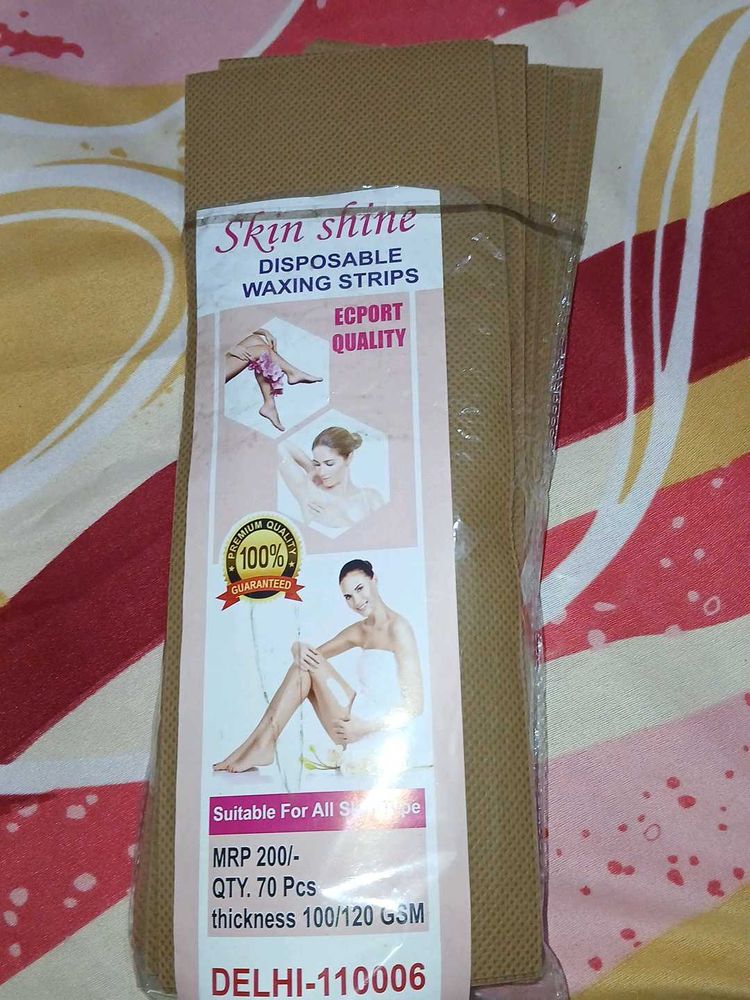 Skin shine
DISPOSABLE
WAXING STRIPS
ECPORT
QUALITY
PREMIUM QUALITY
100%
GUARANTEED
Suitable For All
MRP 200/-
QTY. 70 Pcs
thickness 100/120 GSM
DELHI-110006